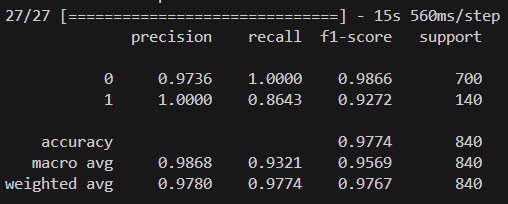 27/27 [==============================] - 15s 560ms/step
precision recall f1-score support
0 0.9736 1.0000 0.9866 700
1 1.0000 0.8643 0.9272 140
accuracy 0.9774 840
macro avg 0.9868 0.9321 0.9569 840
weighted avg 0.9780 0.9774 0.9767 840